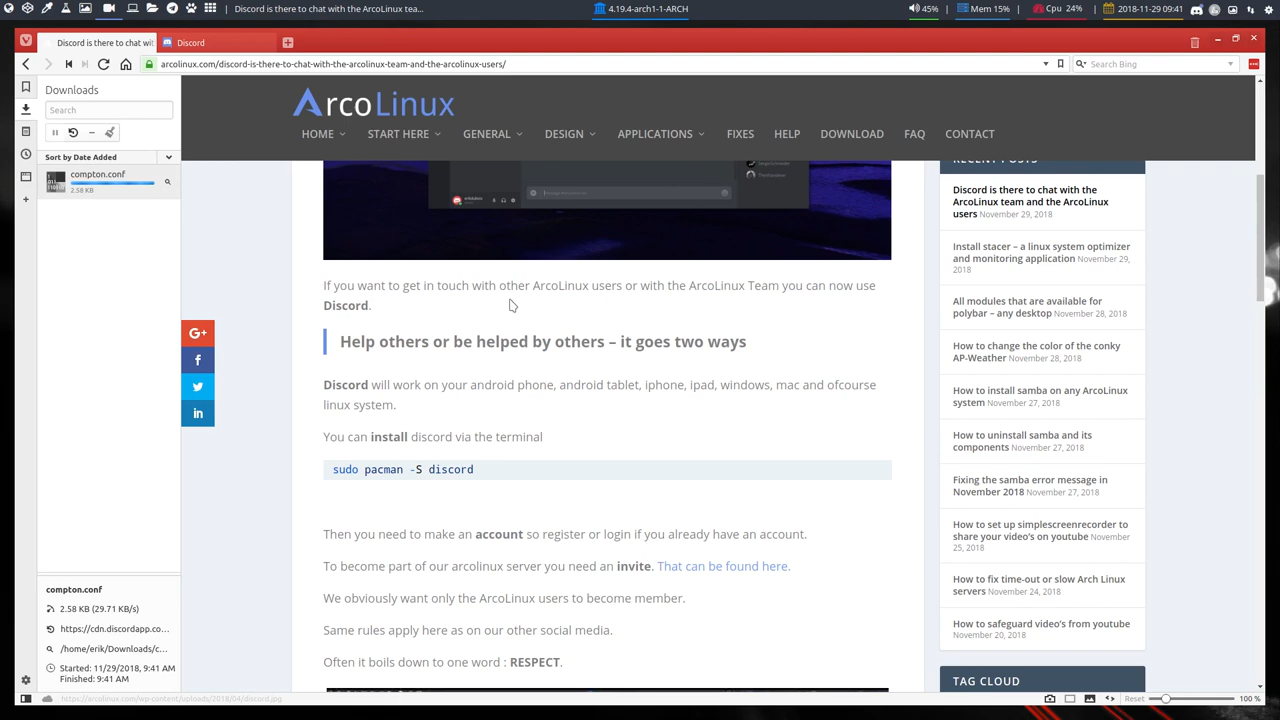 Discord is there to chat with the ArcoLinux tea...
4.19.4-arch1-1-ARCH
45%
Mem 15%
Cpu 24%
2018-11-29 09:41
Discord is there to chat wit
Discord
arcolinux.com/discord-is-there-to-chat-with-the-arcolinux-team-and-the-arcolinux-users/
Search Bing
Downloads
Search
Sort by Date Added
compton.conf
2.58 KB
ArcoLinux
HOME
START HERE
GENERAL
DESIGN
APPLICATIONS
FIXES
HELP
DOWNLOAD
FAQ
CONTACT
If you want to get in touch with other ArcoLinux users or with the ArcoLinux Team you can now use
Discord.
Help others or be helped by others – it goes two ways
Discord will work on your android phone, android tablet, iphone, ipad, windows, mac and ofcourse
linux system.
You can install discord via the terminal
sudo pacman -S discord
Then you need to make an account so register or login if you already have an account.
To become part of our arcolinux server you need an invite. That can be found here.
We obviously want only the ArcoLinux users to become member.
Same rules apply here as on our other social media.
Often it boils down to one word : RESPECT.
RECENT POSTS
Discord is there to chat with the
ArcoLinux team and the ArcoLinux
users November 29, 2018
Install stacer – a linux system optimizer
and monitoring application November 29,
2018
All modules that are available for
polybar – any desktop November 28, 2018
How to change the color of the conky
AP-Weather November 28, 2018
How to install samba on any ArcoLinux
system November 27, 2018
How to uninstall samba and its
components November 27, 2018
Fixing the samba error message in
November 2018 November 27, 2018
How to set up simplescreenrecorder to
share your video's on youtube November
25, 2018
How to fix time-out or slow Arch Linux
servers November 24, 2018
How to safeguard video's from youtube
November 20, 2018
TAG CLOUD
compton.conf
2.58 KB (29.71 KB/s)
https://cdn.discordapp.co...
/home/erik/Downloads/c...
Started: 11/29/2018, 9:41 AM
Finished: 9:41 AM
https://arcolinux.com/wp-content/uploads/2018/04/discord.jpg
Reset
100 %